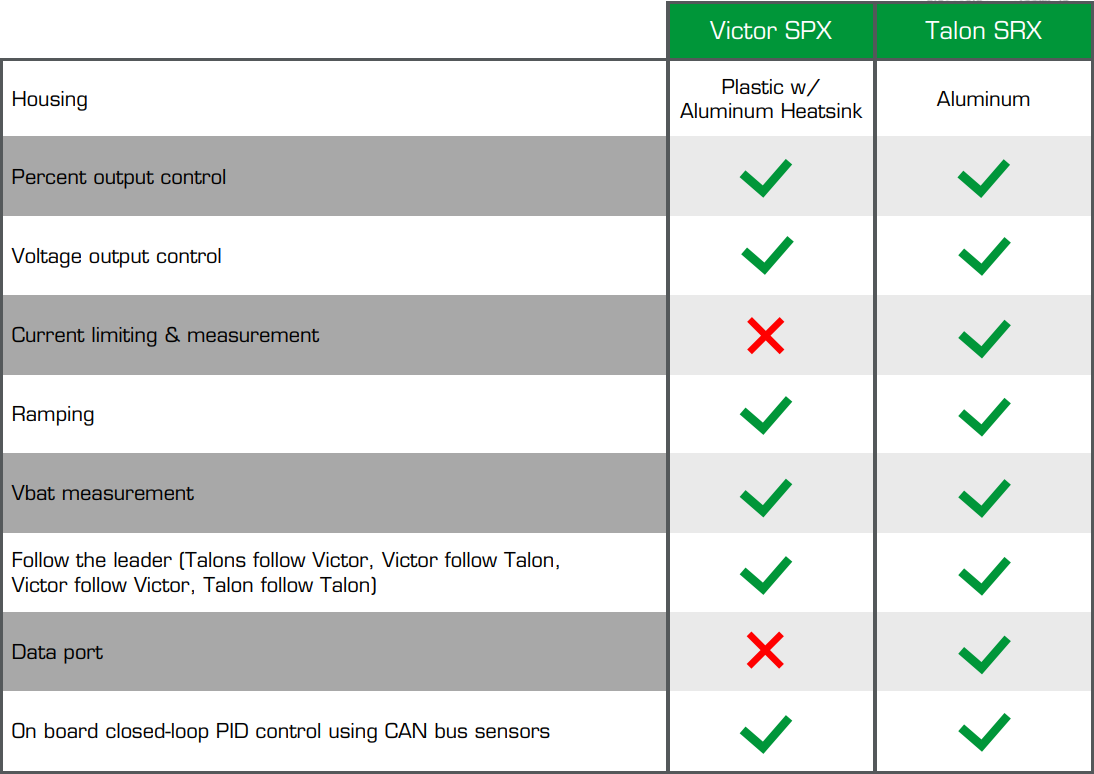 Victor SPX
Talon SRX
Housing
Plastic w/
Aluminum Heatsink
Aluminum
Percent output control
Voltage output control
Current limiting & measurement
Ramping
Vbat measurement
Follow the leader (Talons follow Victor, Victor follow Talon,
Victor follow Victor, Talon follow Talon)
Data port
On board closed-loop PID control using CAN bus sensors